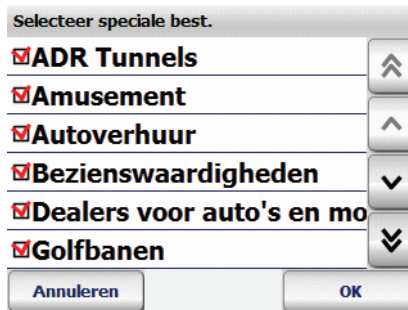 Selecteer speciale best.
ADR Tunnels
Amusement
Autoverhuur
Bezienswaardigheden
Dealers voor auto's en mo
Golfbanen
Annuleren
OK